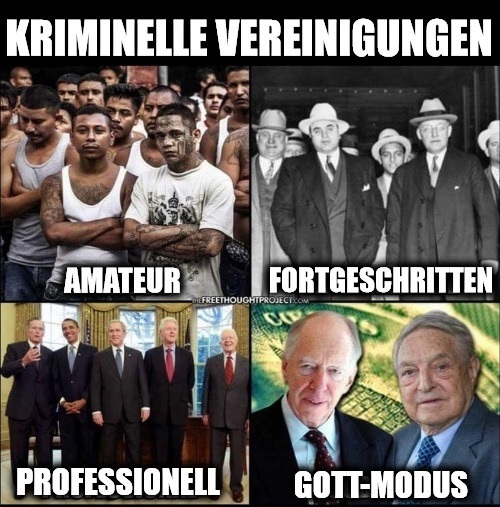 KRIMINELLE VEREINIGUNGEN
AMATEUR
FORTGESCHRITTEN
THEFREETHOUGHTPROJECT.COM
PROFESSIONELL
GOTT-MODUS